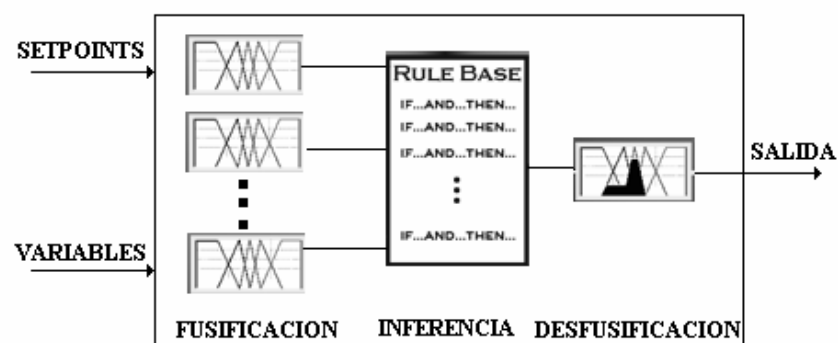 SETPOINTS
VARIABLES
RULE BASE
IF...AND...THEN...
IF...AND...THEN...
IF...AND...THEN...
IF...AND...THEN...
SALIDA
FUSIFICACION
INFERENCIA
DESFUSIFICACION